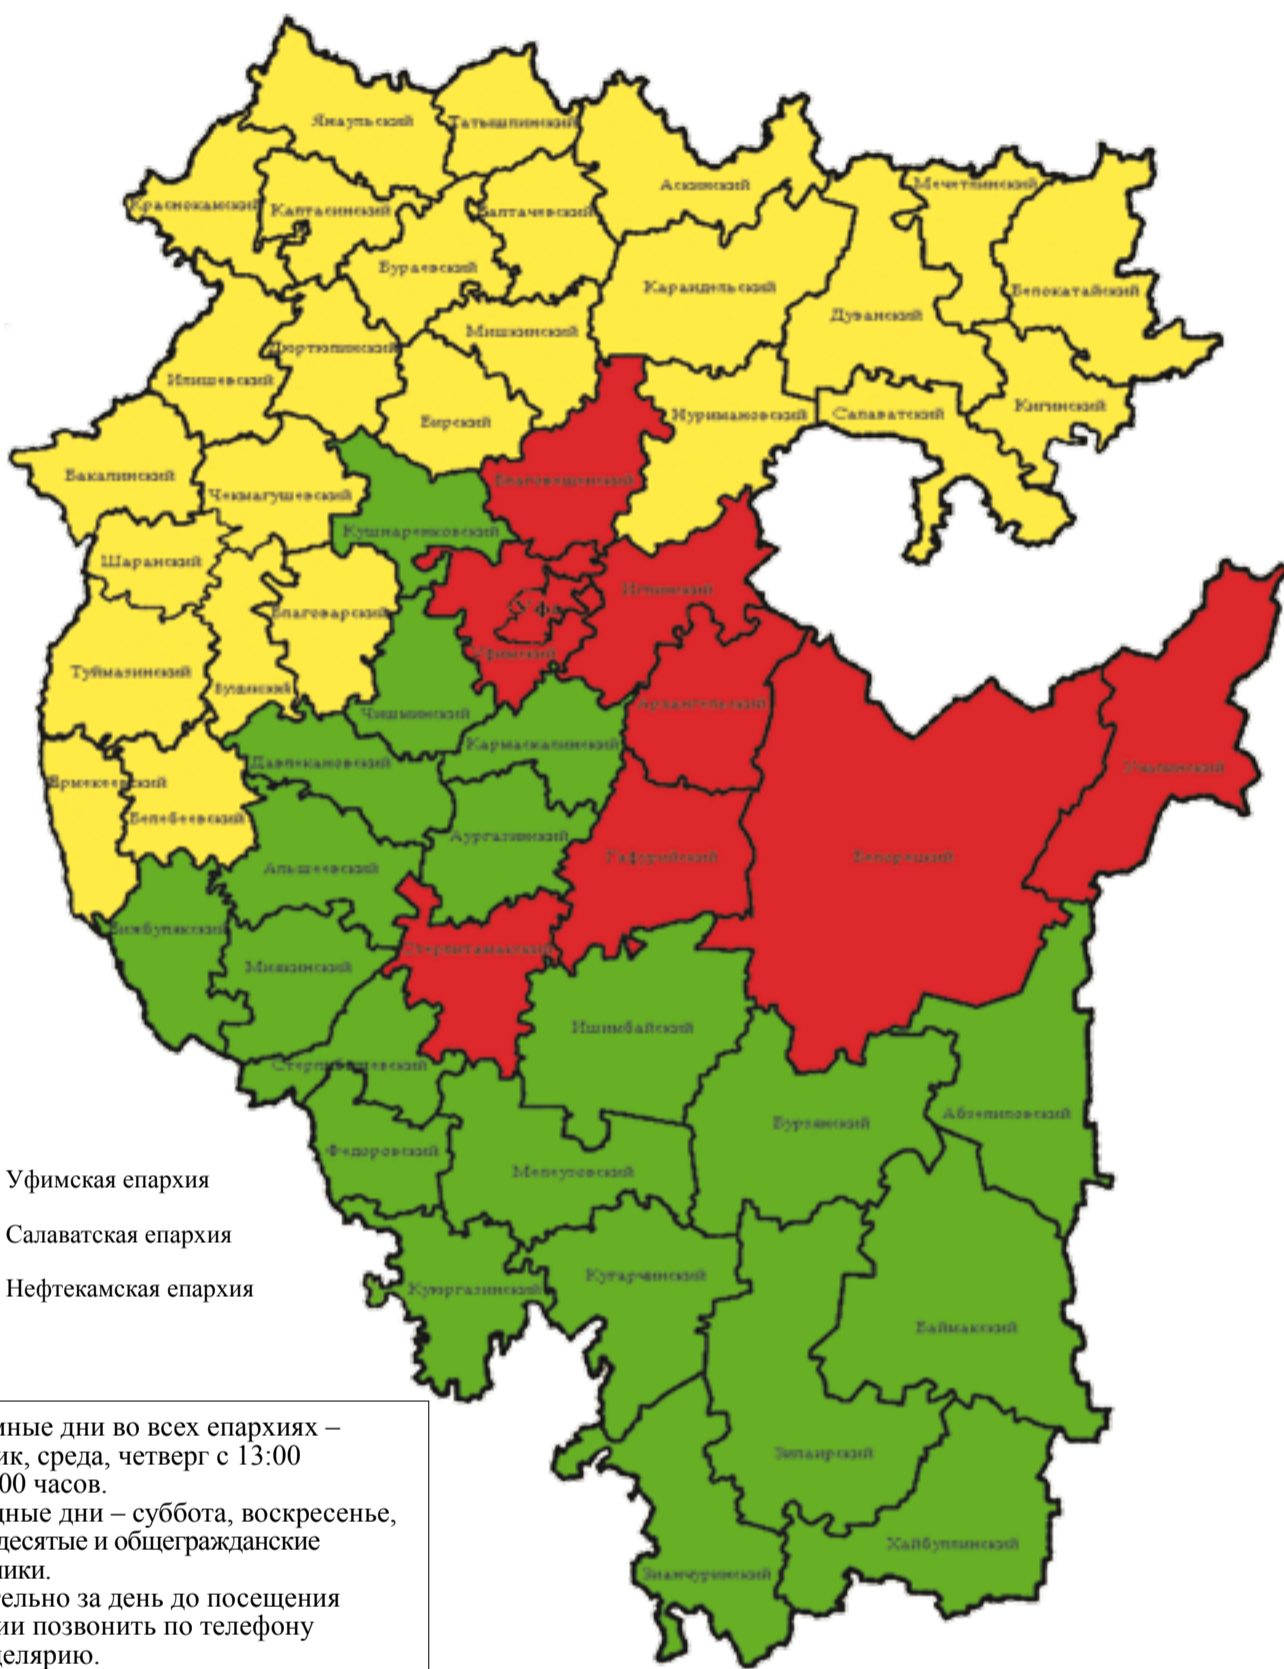 Янаульский
Татышлинский
Аскинский
Мечетлинский
Краснокамский
Калтасинский
Балтачевский
Бураевский
Караидельский
Белокатайский
Дуванский
Мишкинский
Дюртюлинский
Илишевский
Кигинский
Нуримановский
Салаватский
Бирский
Бакалинский
Чекмагушевский
Благовещенский
Кушнаренковский
Шаранский
Иглинский
Благоварский
Уфа
Уфимский
Туймазинский
Буздякский
Архангельский
Чишминский
Кармаскалинский
Давлекановский
Учалинский
Ермекеевский
Белебеевский
Аургазинский
Гафурийский
Белорецкий
Альшеевский
Бижбулякский
Стерлитамакский
Миякинский
Ишимбайский
Стерлибашевский
Абзелиловский
Бурзянский
Федоровский
Мелеузовский
Уфимская епархия
Салаватская епархия
Нефтекамская епархия
Кугарчинский
Куюргазинский
Баймакский
Зилаирский
Хайбуллинский
Зианчуринский
мные дни во всех епархиях –
ик, среда, четверг с 13:00
00 часов.
дные дни – суббота, воскресенье,
десятые и общегражданские
ики.
тельно за день до посещения
ии позвонить по телефону
целярию.